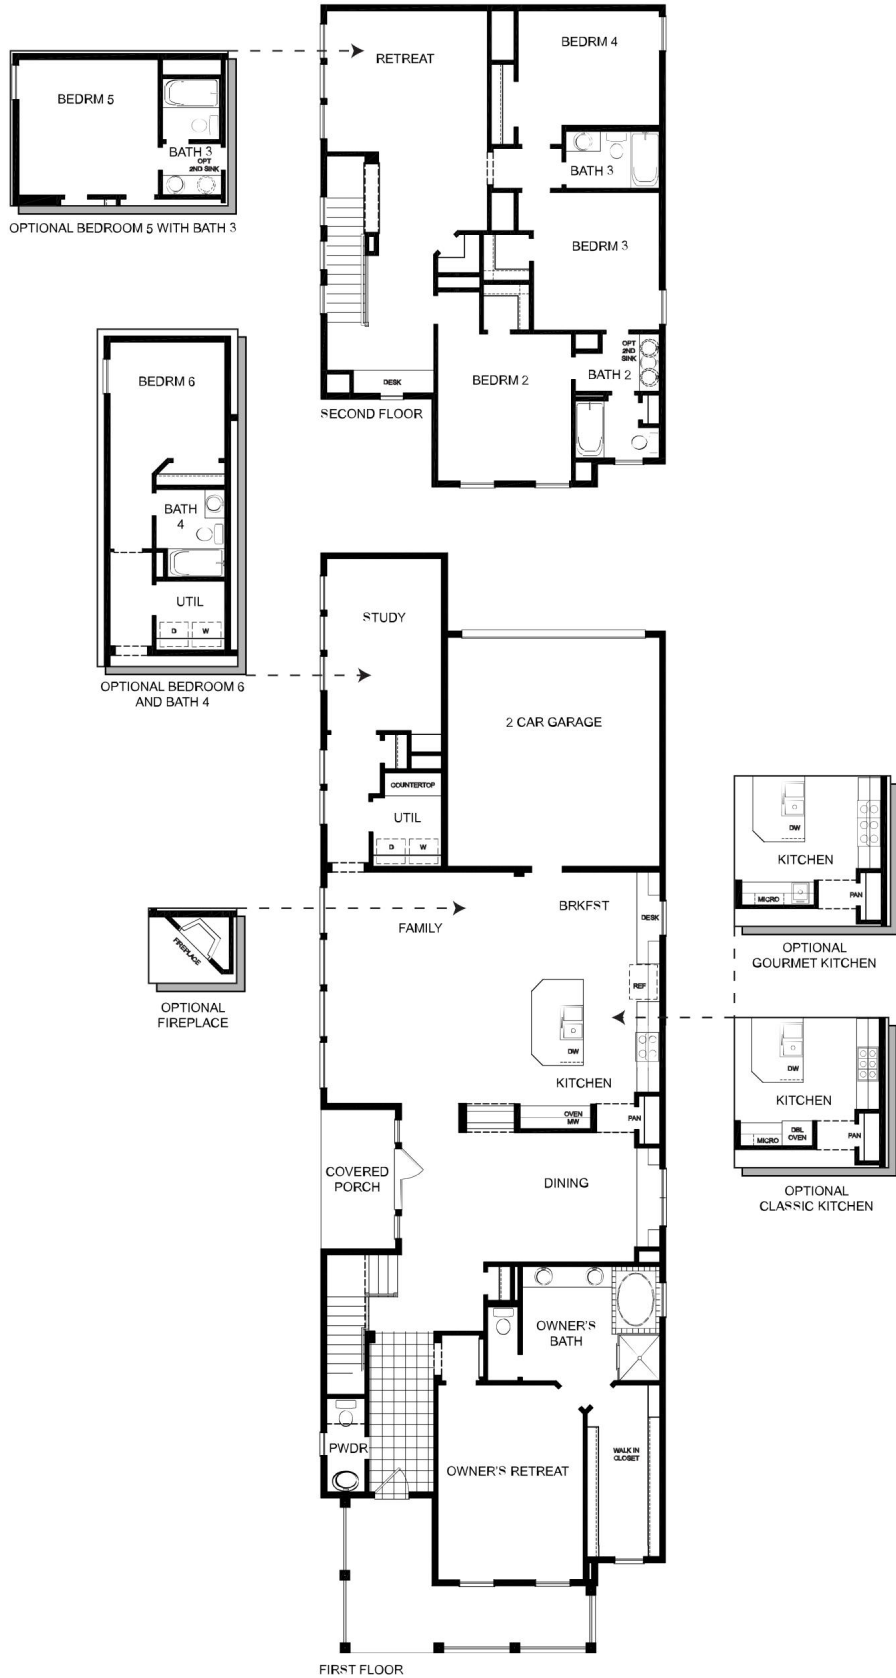 RETREAT
BEDRM 4
BATH 3
BEDRM 3
BEDRM 2
OPT
2ND
SINK
BATH 2
DESK
SECOND FLOOR
BEDRM 5
BATH 3
OPT
2ND SINK
OPTIONAL BEDROOM 5 WITH BATH 3
BEDRM 6
BATH
4
UTIL
D
W
OPTIONAL BEDROOM 6
AND BATH 4
STUDY
2 CAR GARAGE
COUNTERTOP
UTIL
D
W
FAMILY
BRKFST
DESK
REF
DW
KITCHEN
OVEN
MW
PAN
FIREPLACE
OPTIONAL
FIREPLACE
DW
KITCHEN
MICRO
PAN
OPTIONAL
GOURMET KITCHEN
DW
KITCHEN
MICRO
DBL
OVEN
PAN
OPTIONAL
CLASSIC KITCHEN
COVERED
PORCH
DINING
OWNER'S
BATH
PWDR
OWNER'S RETREAT
WALK IN
CLOSET
FIRST FLOOR